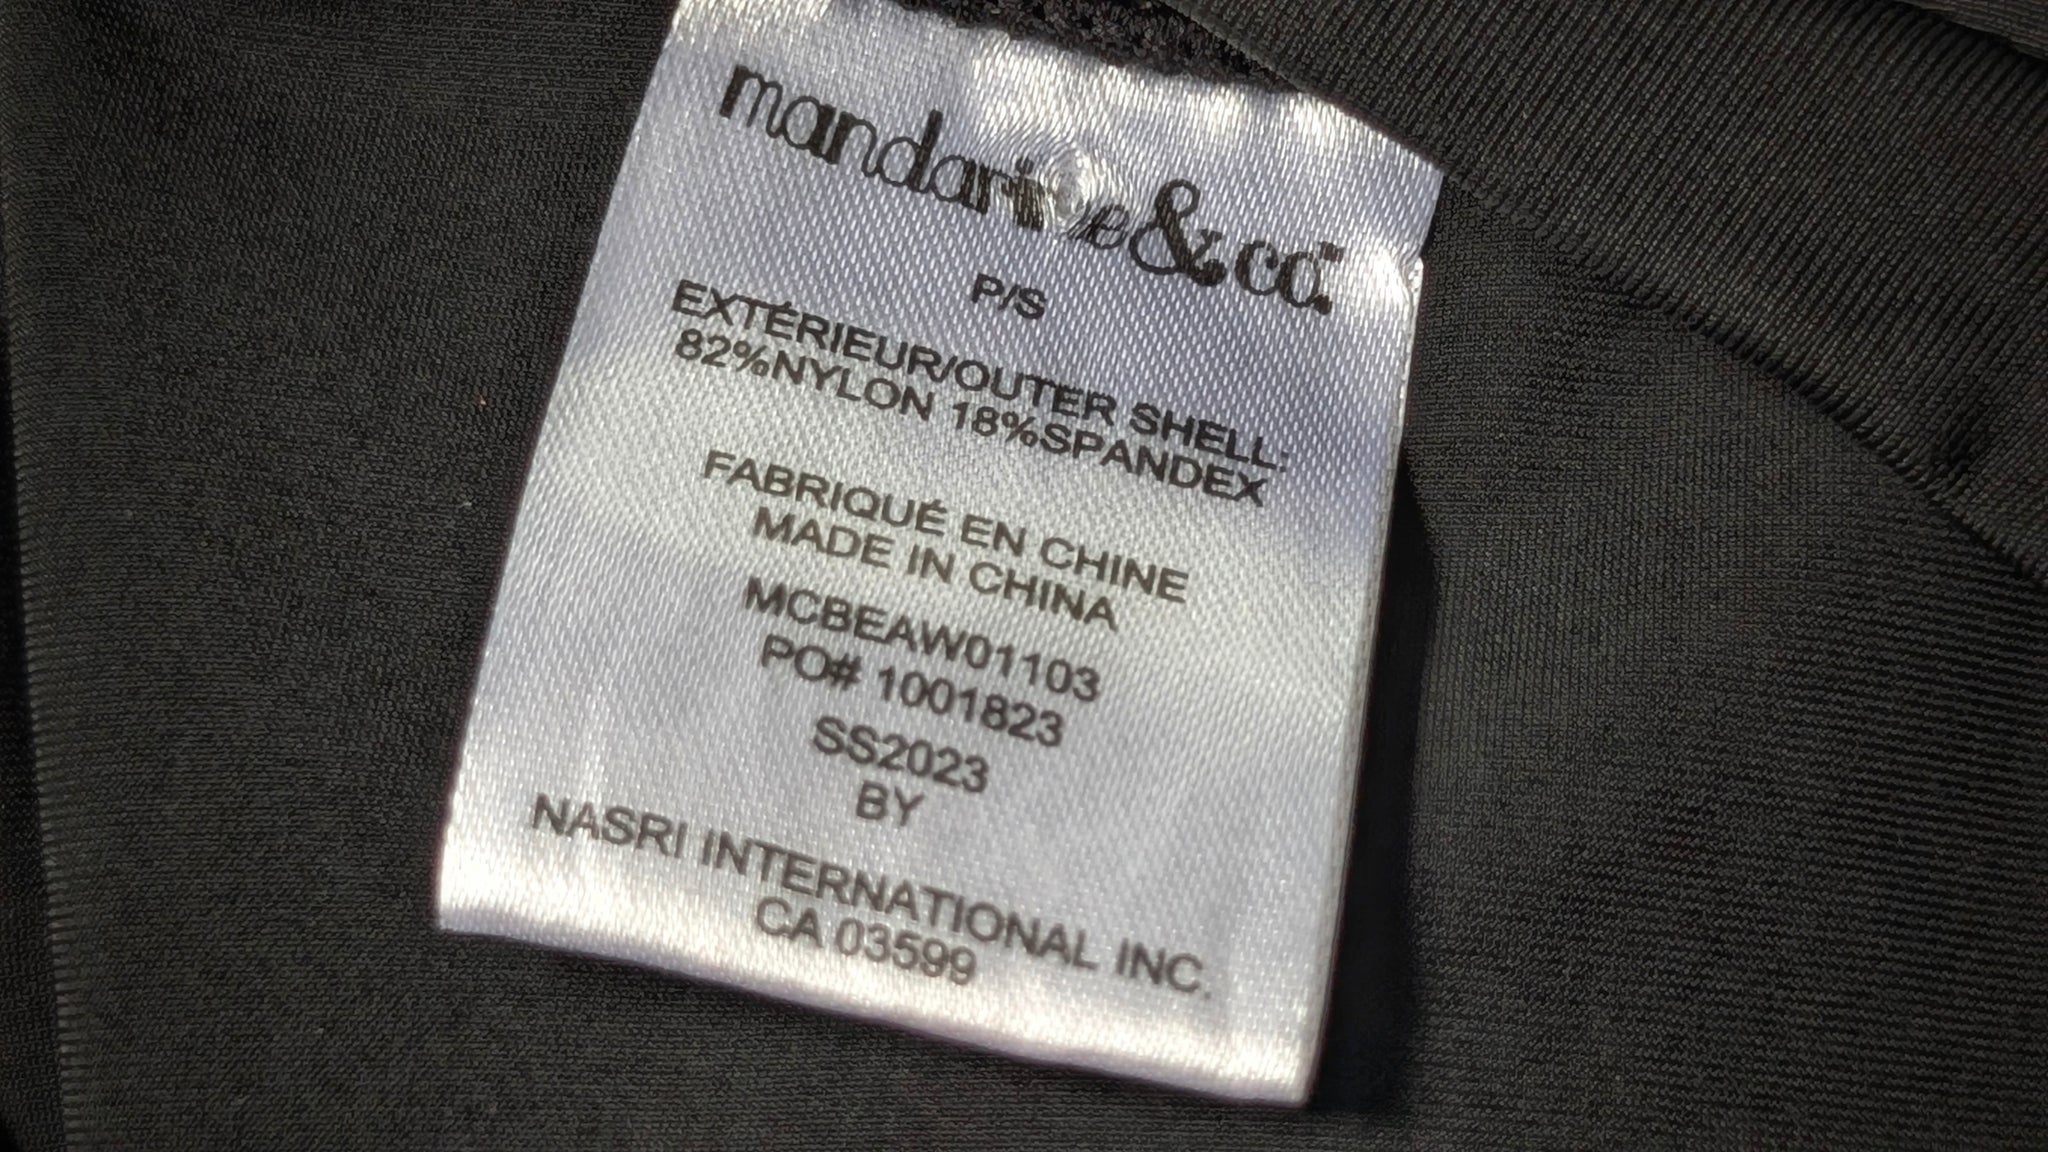 mandarine&co.
P/S
EXTÉRIEUR/OUTER SHELL:
82%NYLON 18%SPANDEX
FABRIQUÉ EN CHINE
MADE IN CHINA
MCBEAW01103
PO# 1001823
SS2023
BY
NASRI INTERNATIONAL INC.
CA 03599